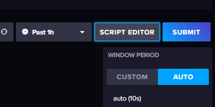 Past 1h
SCRIPT EDITOR
SUBMIT
WINDOW PERIOD
CUSTOM
AUTO
auto (10s)